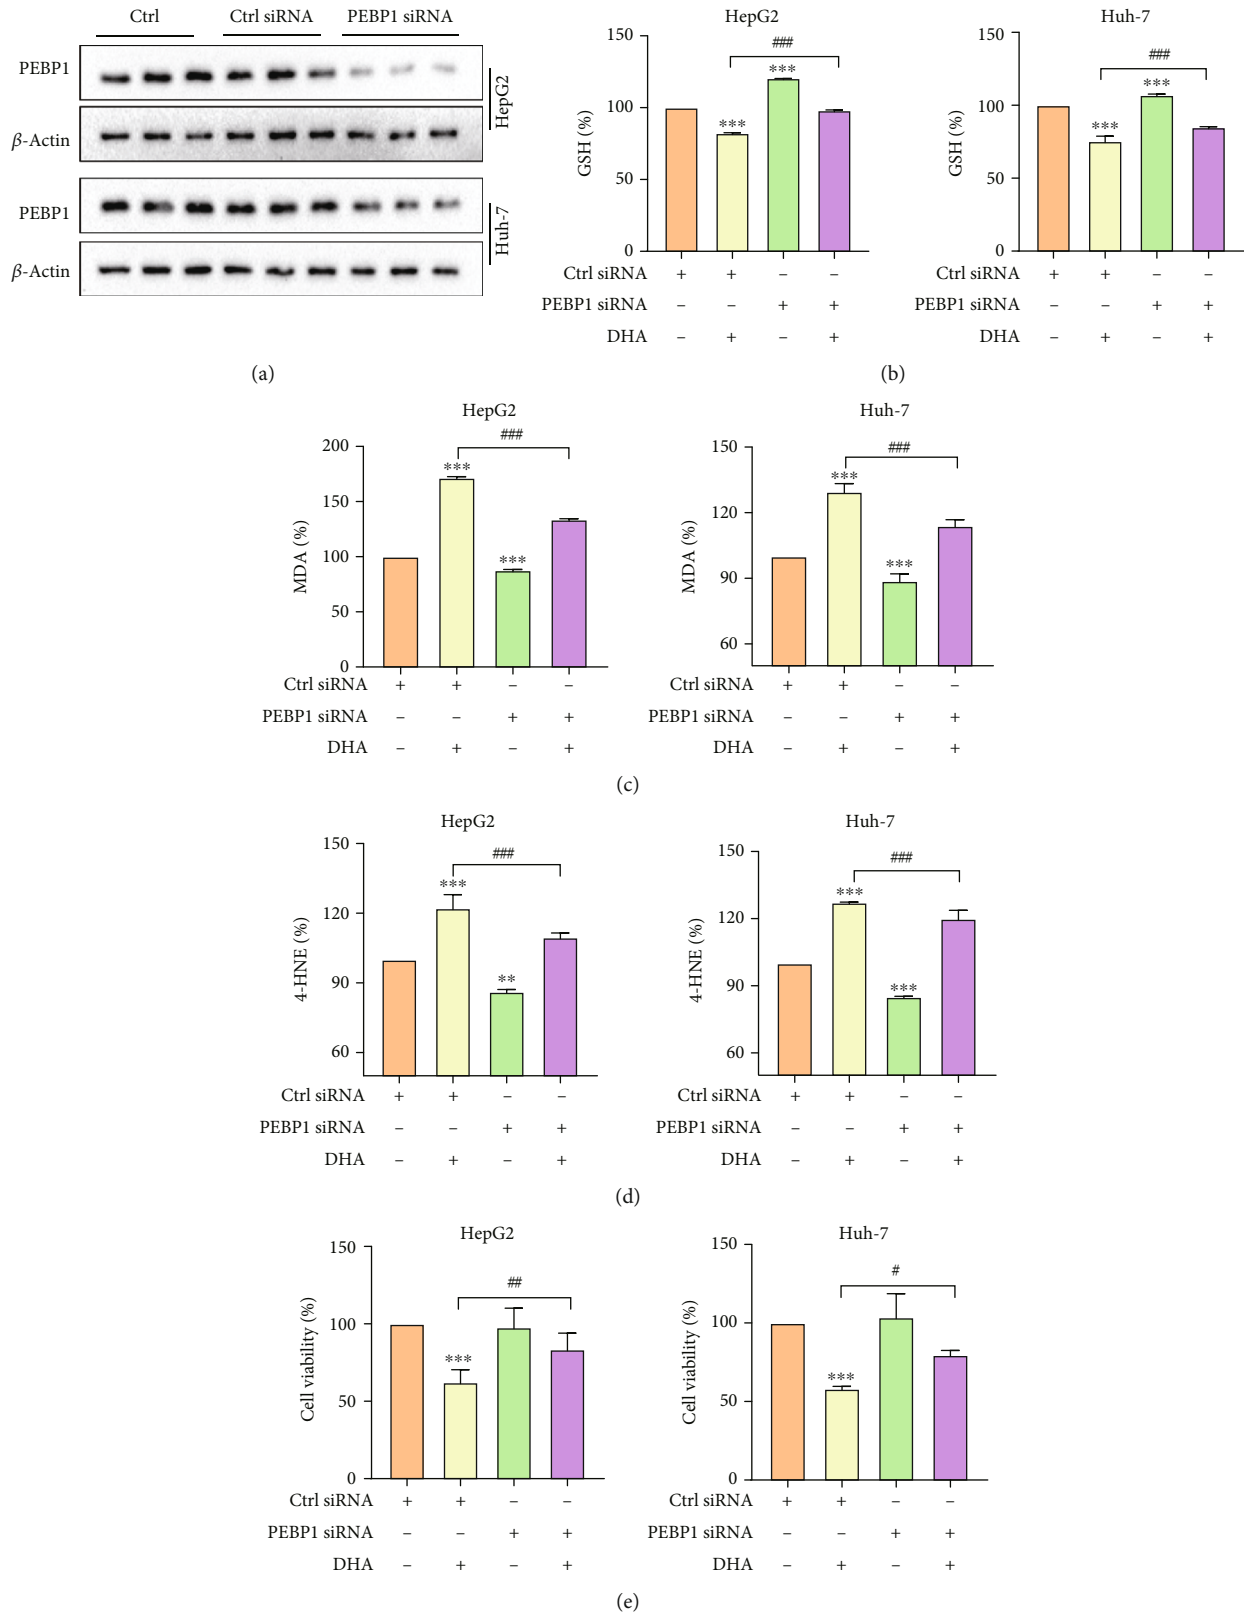 Ctrl Ctrl siRNA PEBP1 siRNA
PEBP1
β-Actin
HepG2
PEBP1
β-Actin
Huh-7
(a)
HepG2
GSH (%)
150
100
50
0
***
***
###
Ctrl siRNA + + – –
PEBP1 siRNA – – + +
DHA – + – +
Huh-7
GSH (%)
150
100
50
0
***
***
###
+ + – –
– – + +
– + – +
(b)
HepG2
MDA (%)
200
150
100
50
0
***
***
###
Ctrl siRNA + + – –
PEBP1 siRNA – – + +
DHA – + – +
Huh-7
MDA (%)
150
120
90
60
***
***
###
Ctrl siRNA + + – –
PEBP1 siRNA – – + +
DHA – + – +
(c)
HepG2
4-HNE (%)
150
120
90
60
***
**
###
Ctrl siRNA + + – –
PEBP1 siRNA – – + +
DHA – + – +
Huh-7
4-HNE (%)
150
120
90
60
***
***
###
Ctrl siRNA + + – –
PEBP1 siRNA – – + +
DHA – + – +
(d)
HepG2
Cell viability (%)
150
100
50
0
***
##
Ctrl siRNA + + – –
PEBP1 siRNA – – + +
DHA – + – +
Huh-7
Cell viability (%)
150
100
50
0
***
#
Ctrl siRNA + + – –
PEBP1 siRNA – – + +
DHA – + – +
(e)